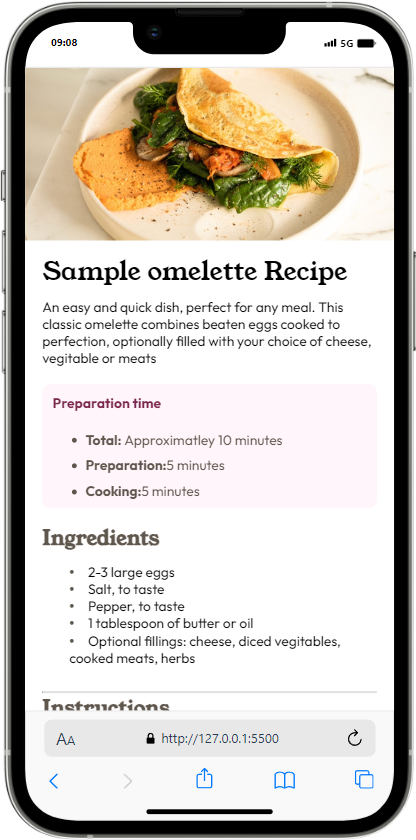 09:08
5G
Sample omelette Recipe
An easy and quick dish, perfect for any meal. This
classic omelette combines beaten eggs cooked to
perfection, optionally filled with your choice of cheese,
vegitable or meats
Preparation time
• Total: Approximatley 10 minutes
• Preparation:5 minutes
• Cooking:5 minutes
Ingredients
• 2-3 large eggs
• Salt, to taste
• Pepper, to taste
• 1 tablespoon of butter or oil
• Optional fillings: cheese, diced vegitables,
cooked meats, herbs
Instructions
AA http://127.0.0.1:5500